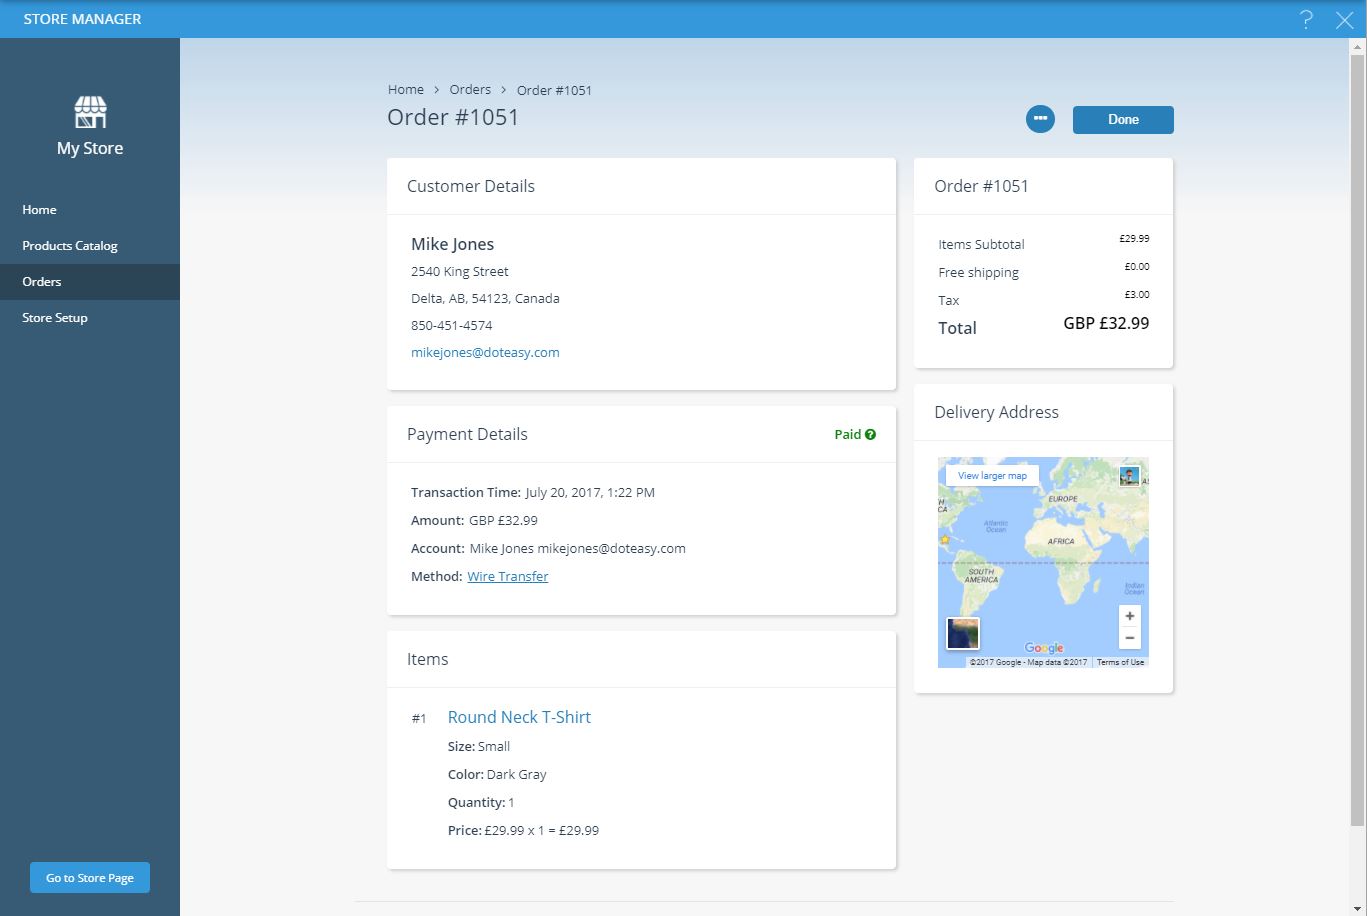 STORE MANAGER
?
My Store
Home
Products Catalog
Orders
Store Setup
Go to Store Page
Home > Orders > Order #1051
Order #1051
Done
Customer Details
Mike Jones
2540 King Street
Delta, AB, 54123, Canada
850-451-4574
mikejones@doteasy.com
Payment Details
Paid ?
Transaction Time: July 20, 2017, 1:22 PM
Amount: GBP £32.99
Account: Mike Jones mikejones@doteasy.com
Method: Wire Transfer
Items
#1 Round Neck T-Shirt
Size: Small
Color: Dark Gray
Quantity: 1
Price: £29.99 x 1 = £29.99
Order #1051
Items Subtotal £29.99
Free shipping £0.00
Tax £3.00
Total GBP £32.99
Delivery Address
View larger map
AS
EUROPE
H
CA
Atlantic
Ocean
AFRICA
SOUTH
AMERICA
Indian
Ocean
+
−
Google
©2017 Google - Map data ©2017 Terms of Use